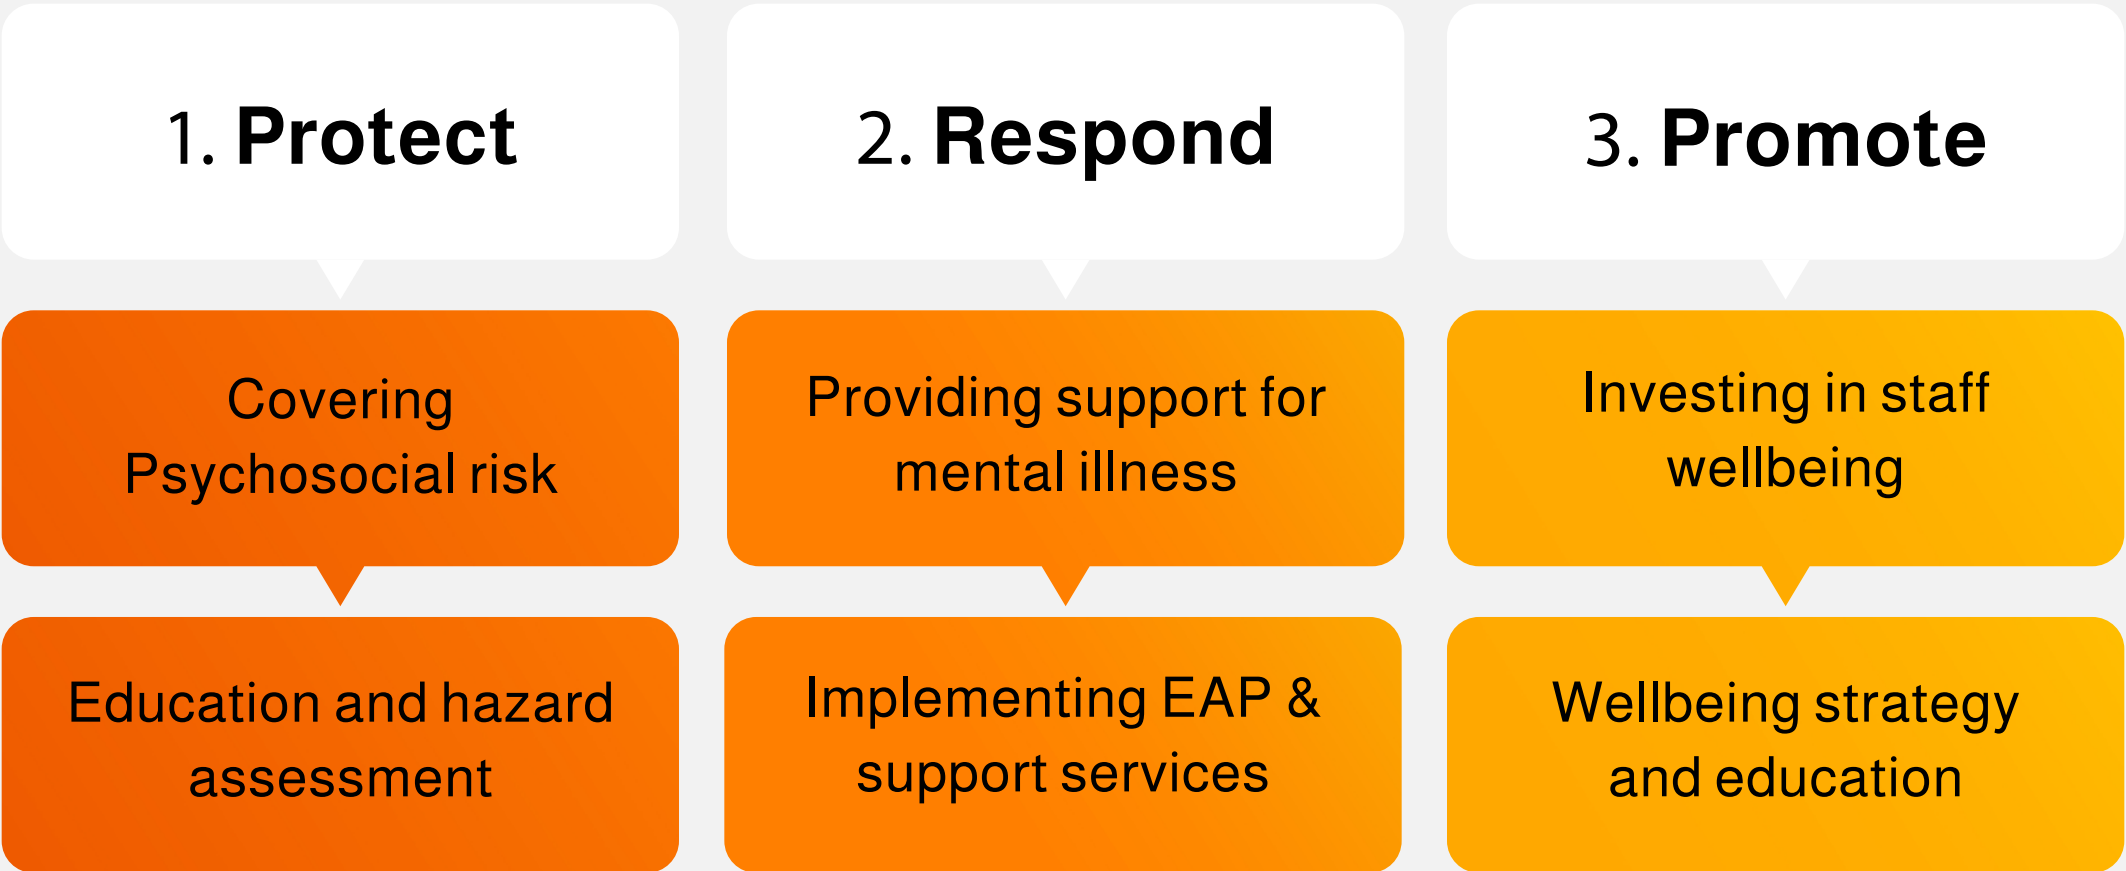 1. Protect
Covering
Psychosocial risk
Education and hazard
assessment
2. Respond
Providing support for
mental illness
Implementing EAP &
support services
3. Promote
Investing in staff
wellbeing
Wellbeing strategy
and education